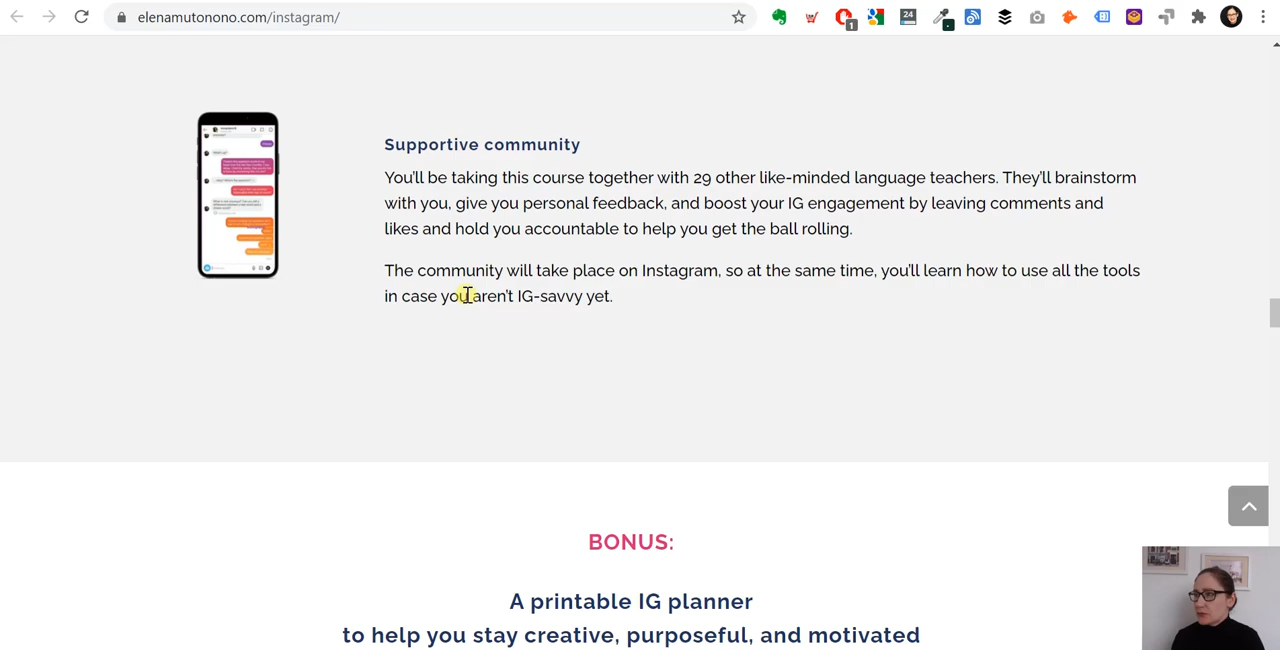 elenamutonono.com/instagram/
1
24
Supportive community
You'll be taking this course together with 29 other like-minded language teachers. They'll brainstorm
with you, give you personal feedback, and boost your IG engagement by leaving comments and
likes and hold you accountable to help you get the ball rolling.
The community will take place on Instagram, so at the same time, you'll learn how to use all the tools
in case you aren't IG-savvy yet.
BONUS:
A printable IG planner
to help you stay creative, purposeful, and motivated